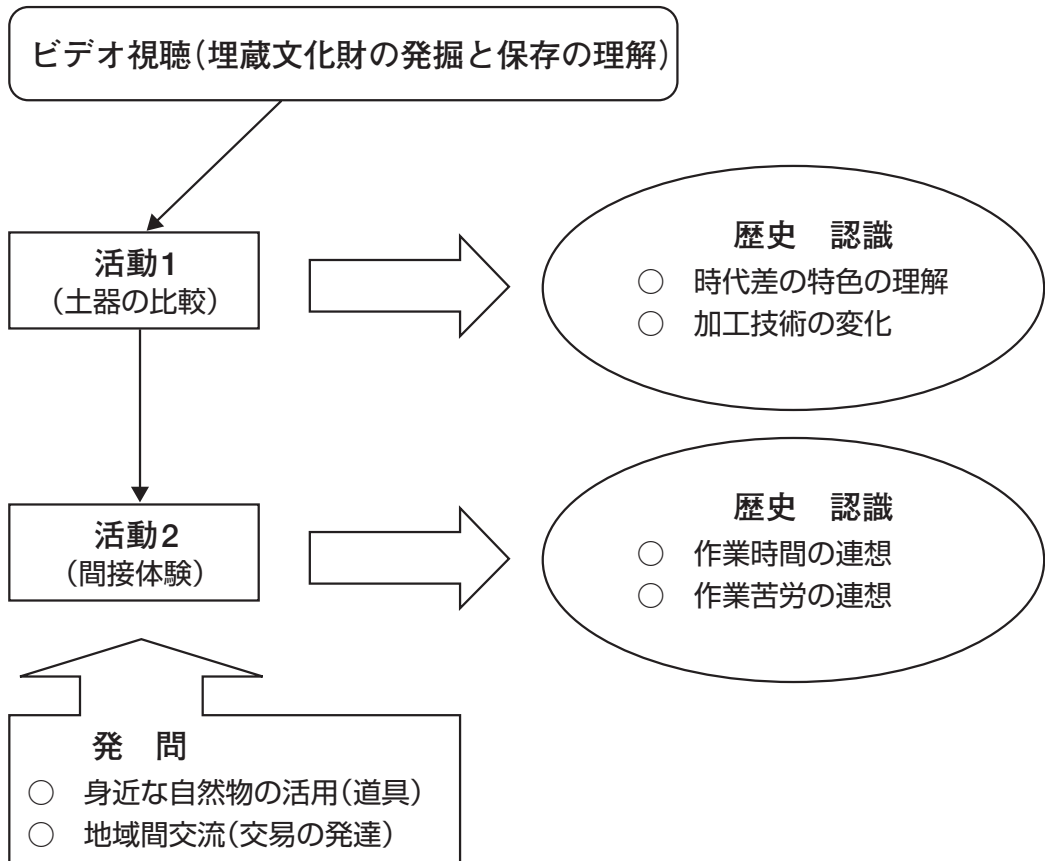 ビデオ視聴(埋蔵文化財の発掘と保存の理解)
活動1
(土器の比較)
歴史　認識
○　時代差の特色の理解
○　加工技術の変化
活動2
(間接体験)
歴史　認識
○　作業時間の連想
○　作業苦労の連想
発　問
○　身近な自然物の活用(道具)
○　地域間交流(交易の発達)